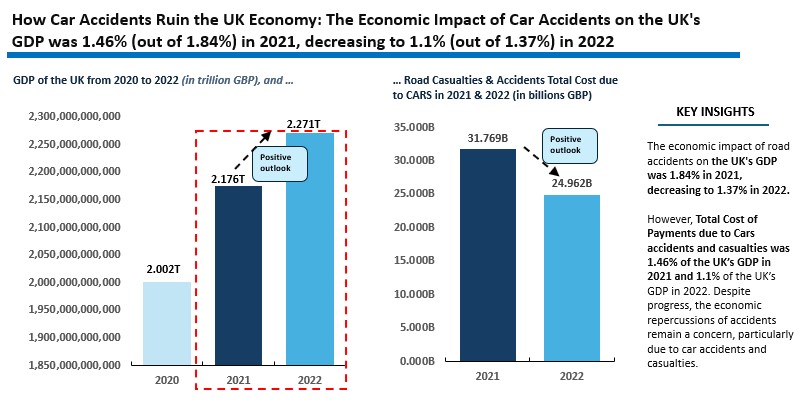 How Car Accidents Ruin the UK Economy: The Economic Impact of Car Accidents on the UK's
GDP was 1.46% (out of 1.84%) in 2021, decreasing to 1.1% (out of 1.37%) in 2022
GDP of the UK from 2020 to 2022 (in trillion GBP), and ...
2,300,000,000,000
2,250,000,000,000
2,200,000,000,000
2,150,000,000,000
2,100,000,000,000
2,050,000,000,000
2,000,000,000,000
1,950,000,000,000
1,900,000,000,000
1,850,000,000,000
2.002T
2.176T
2.271T
Positive
outlook
2020
2021
2022
... Road Casualties & Accidents Total Cost due
to CARS in 2021 & 2022 (in billions GBP)
35.000B
30.000B
25.000B
20.000B
15.000B
10.000B
5.000B
0.000B
31.769B
24.962B
Positive
outlook
2021
2022
KEY INSIGHTS
The economic impact of road
accidents on the UK's GDP
was 1.84% in 2021,
decreasing to 1.37% in 2022.
However, Total Cost of
Payments due to Cars
accidents and casualties was
1.46% of the UK's GDP in
2021 and 1.1% of the UK's
GDP in 2022. Despite
progress, the economic
repercussions of accidents
remain a concern, particularly
due to car accidents and
casualties.